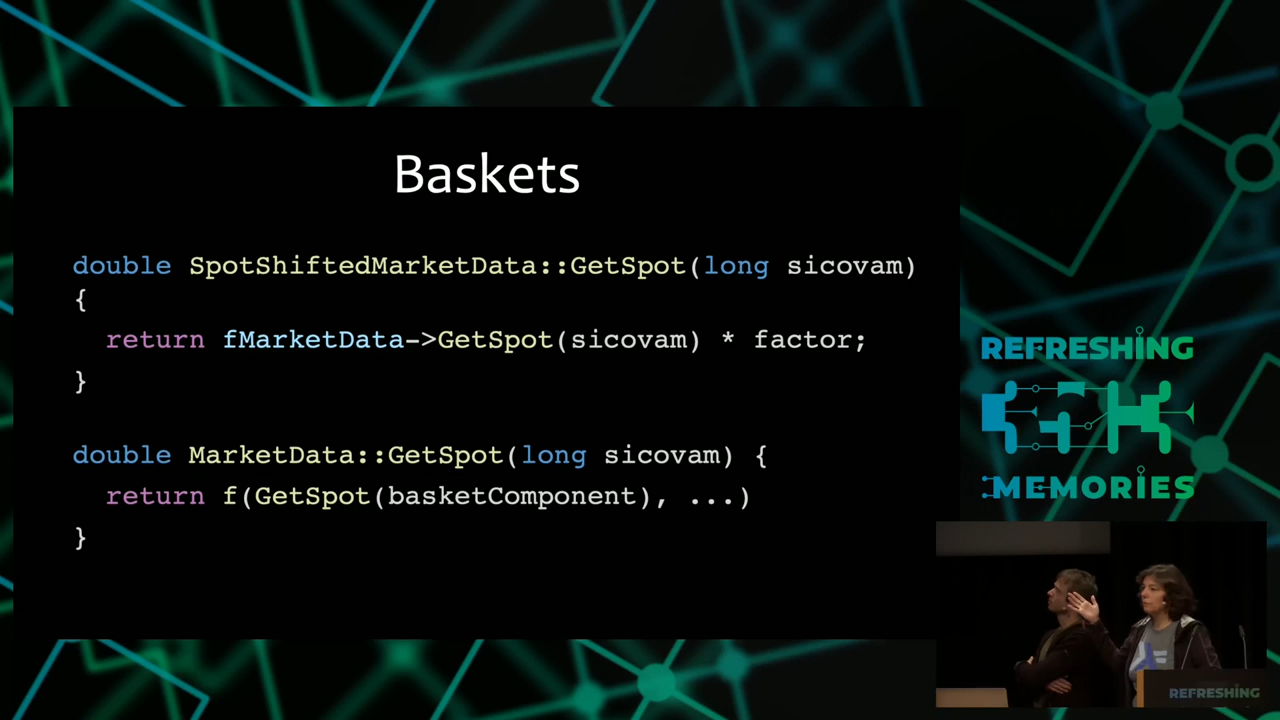 Baskets
double SpotShiftedMarketData::GetSpot(long sicovam)
{
  return fMarketData->GetSpot(sicovam) * factor;
}
double MarketData::GetSpot(long sicovam) {
  return f(GetSpot(basketComponent), ...)
}
REFRESHING
MEMORIES
REFRESHING